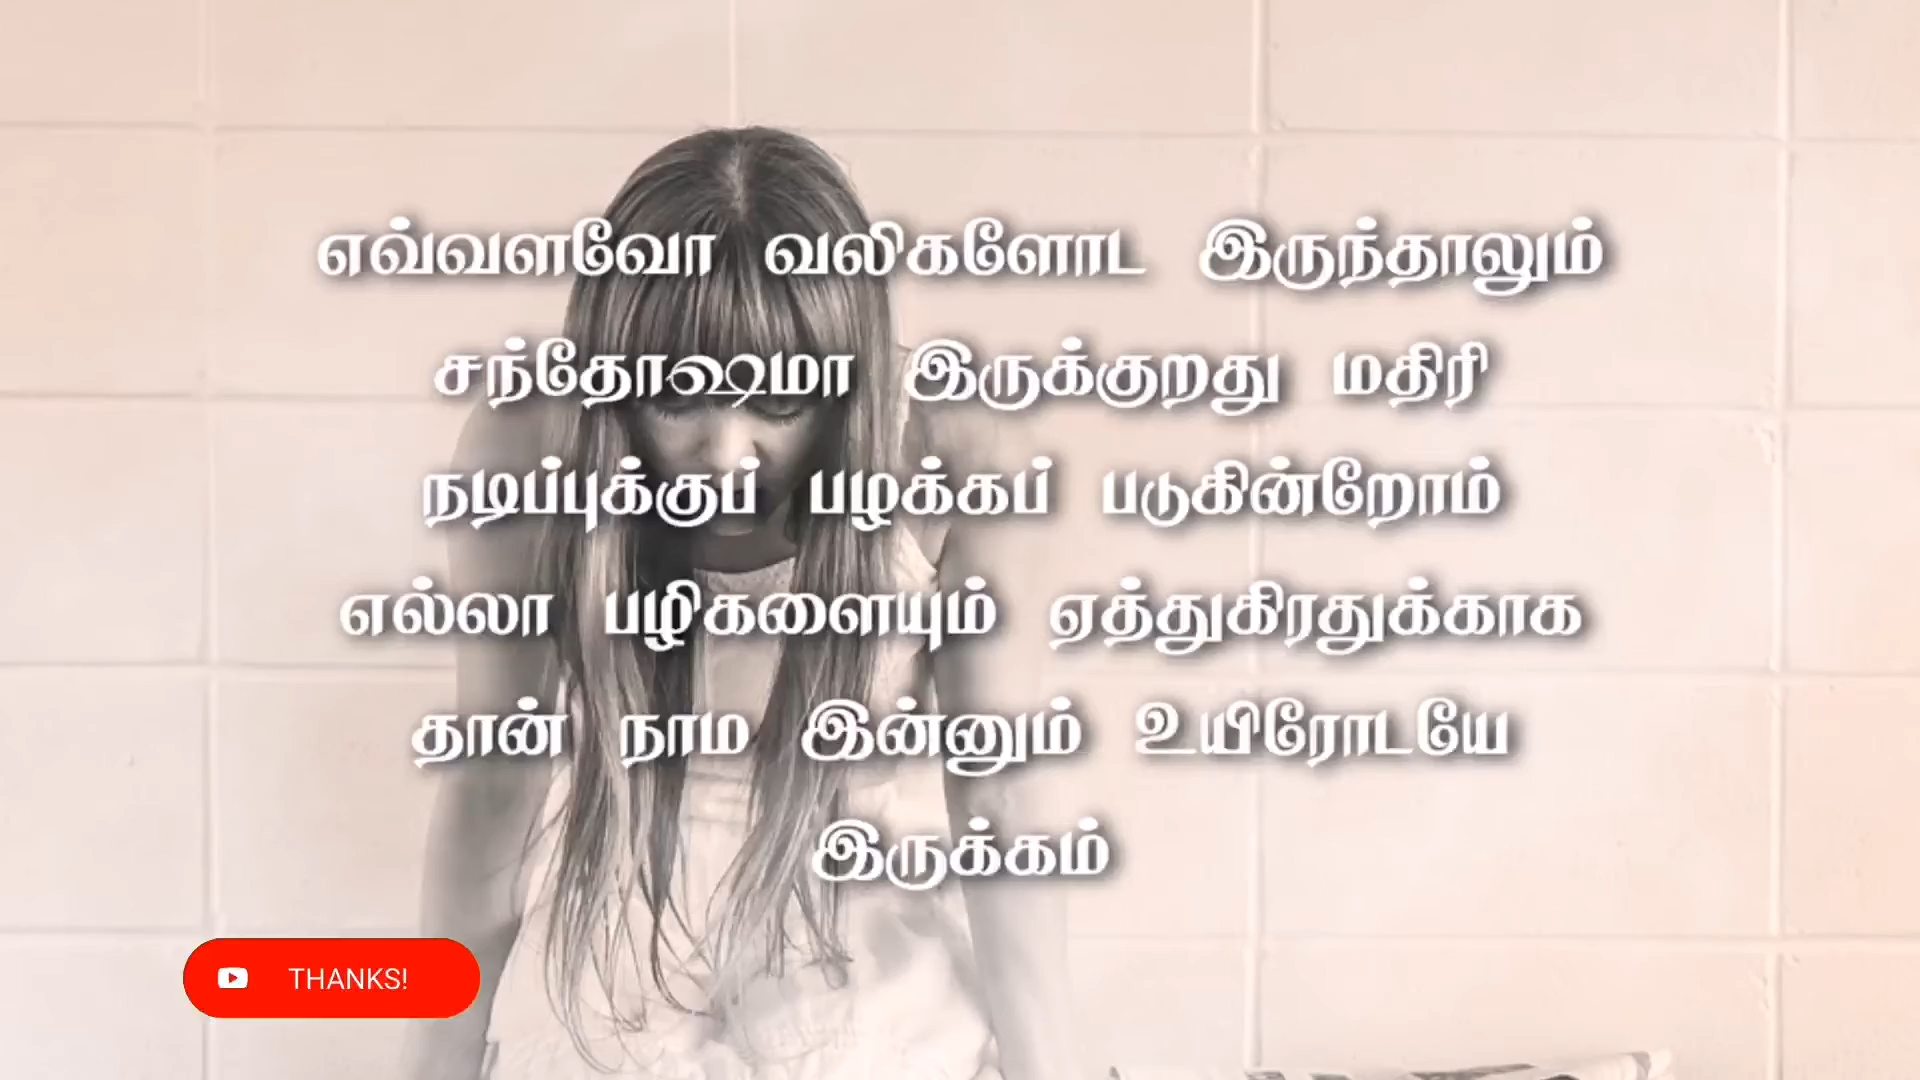 எவ்வளவோ வலிகளோட இருந்தாலும்
சந்தோஷமா இருக்குறது மதிரி
நடிப்புக்குப் பழக்கப் படுகின்றோம்
எல்லா பழிகளையும் ஏத்துகிரதுக்காக
தான் நாம இன்னும் உயிரோடயே
இருக்கம்
THANKS!